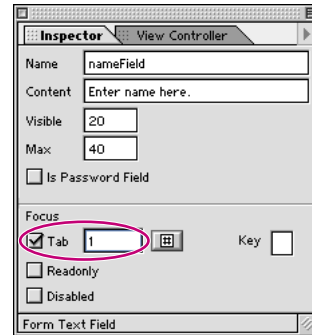 Inspector View Controller
Name nameField
Content Enter name here.
Visible 20
Max 40
Is Password Field
Focus
Tab 1 Key
Readonly
Disabled
Form Text Field